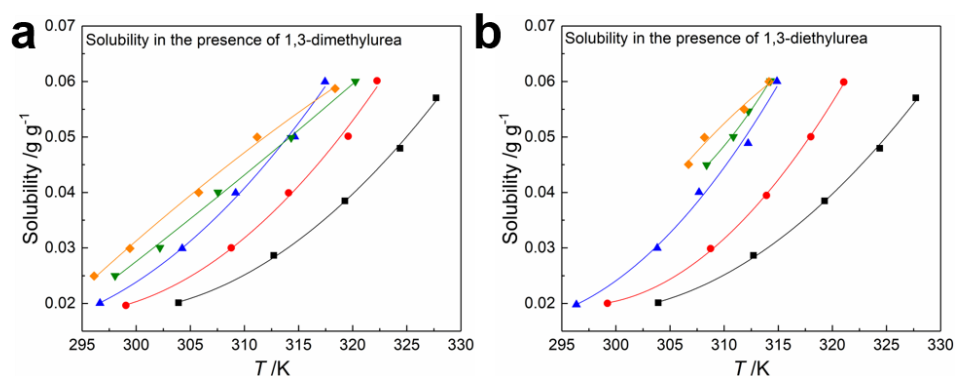 a
Solubility in the presence of 1,3-dimethylurea
0.07
0.06
0.05
0.04
0.03
0.02
Solubility /g g⁻¹
295 300 305 310 315 320 325 330
T /K
b
Solubility in the presence of 1,3-diethylurea
0.07
0.06
0.05
0.04
0.03
0.02
Solubility /g g⁻¹
295 300 305 310 315 320 325 330
T /K